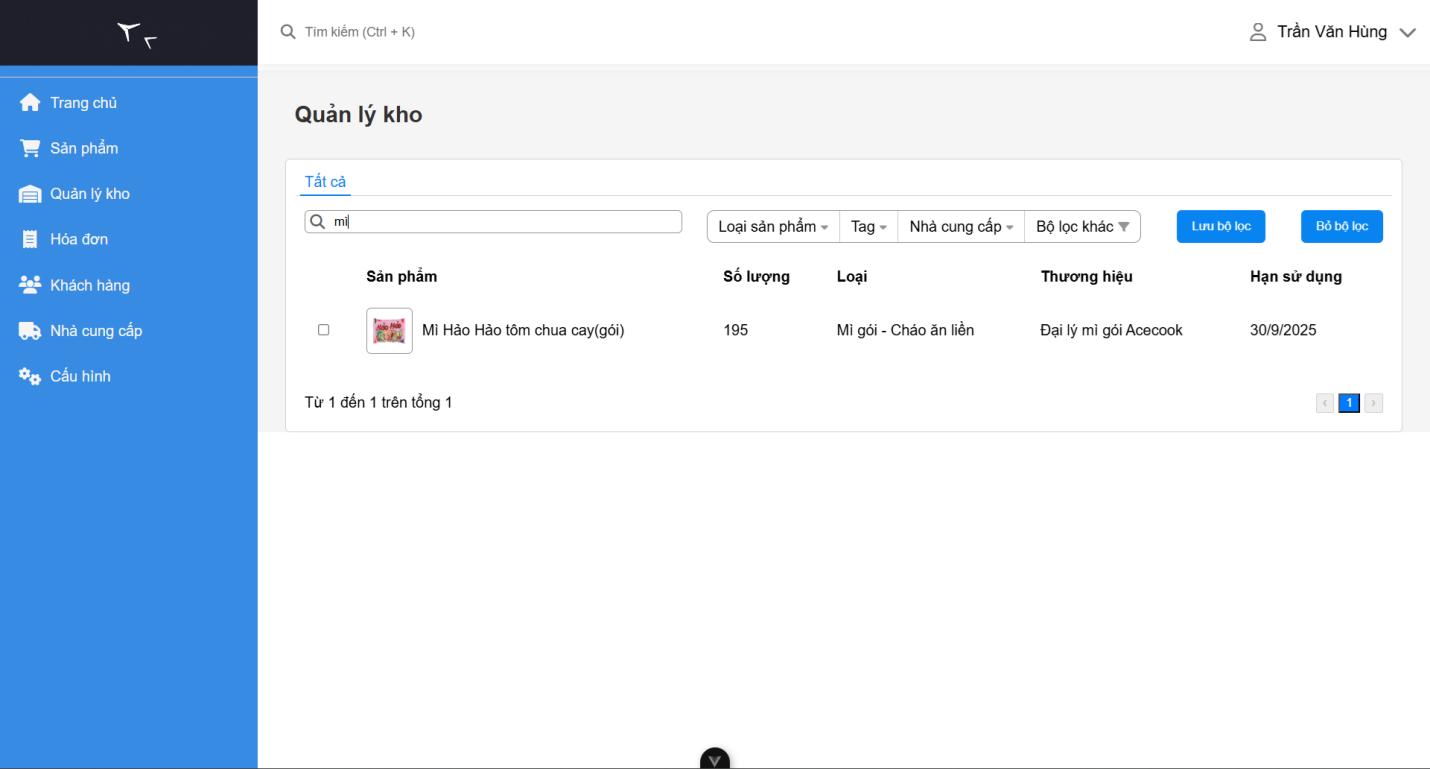 Tìm kiếm (Ctrl + K)
Trần Văn Hùng
Trang chủ
Sản phẩm
Quản lý kho
Hóa đơn
Khách hàng
Nhà cung cấp
Cấu hình
Quản lý kho
Tất cả
mì
Loại sản phẩm
Tag
Nhà cung cấp
Bộ lọc khác
Lưu bộ lọc
Bỏ bộ lọc
Sản phẩm Số lượng Loại Thương hiệu Hạn sử dụng
Hảo Hảo
Mì Hảo Hảo tôm chua cay(gói) 195 Mì gói - Cháo ăn liền Đại lý mì gói Acecook 30/9/2025
Từ 1 đến 1 trên tổng 1
‹ 1 ›